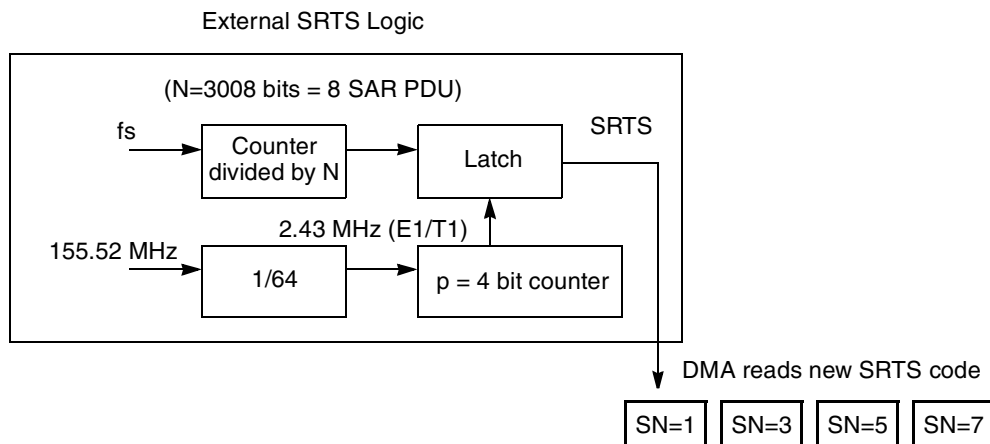 External SRTS Logic
(N=3008 bits = 8 SAR PDU)
fs
Counter
divided by N
Latch
SRTS
155.52 MHz
1/64
2.43 MHz (E1/T1)
p = 4 bit counter
DMA reads new SRTS code
SN=1
SN=3
SN=5
SN=7